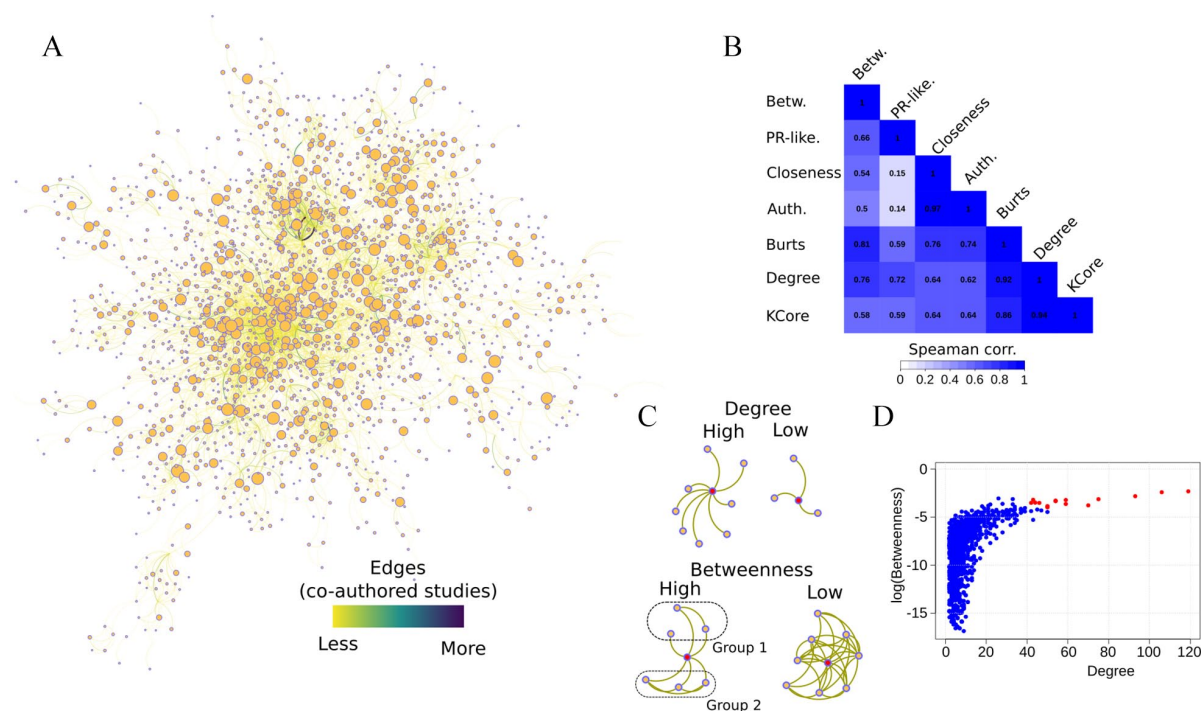 A
Edges
(co-authored studies)
Less
More
B
Betw.
PR-like.
Closeness
Auth.
Burts
Degree
KCore
Betw. 1
PR-like. 0.66 1
Closeness 0.54 0.15 1
Auth. 0.5 0.14 0.97 1
Burts 0.81 0.59 0.76 0.74 1
Degree 0.76 0.72 0.64 0.62 0.92 1
KCore 0.58 0.59 0.64 0.64 0.86 0.94 1
Speaman corr.
0 0.2 0.4 0.6 0.8 1
C
Degree
High Low
Betweenness
High Low
Group 1
Group 2
D
log(Betweenness)
0
-5
-10
-15
0 20 40 60 80 100 120
Degree